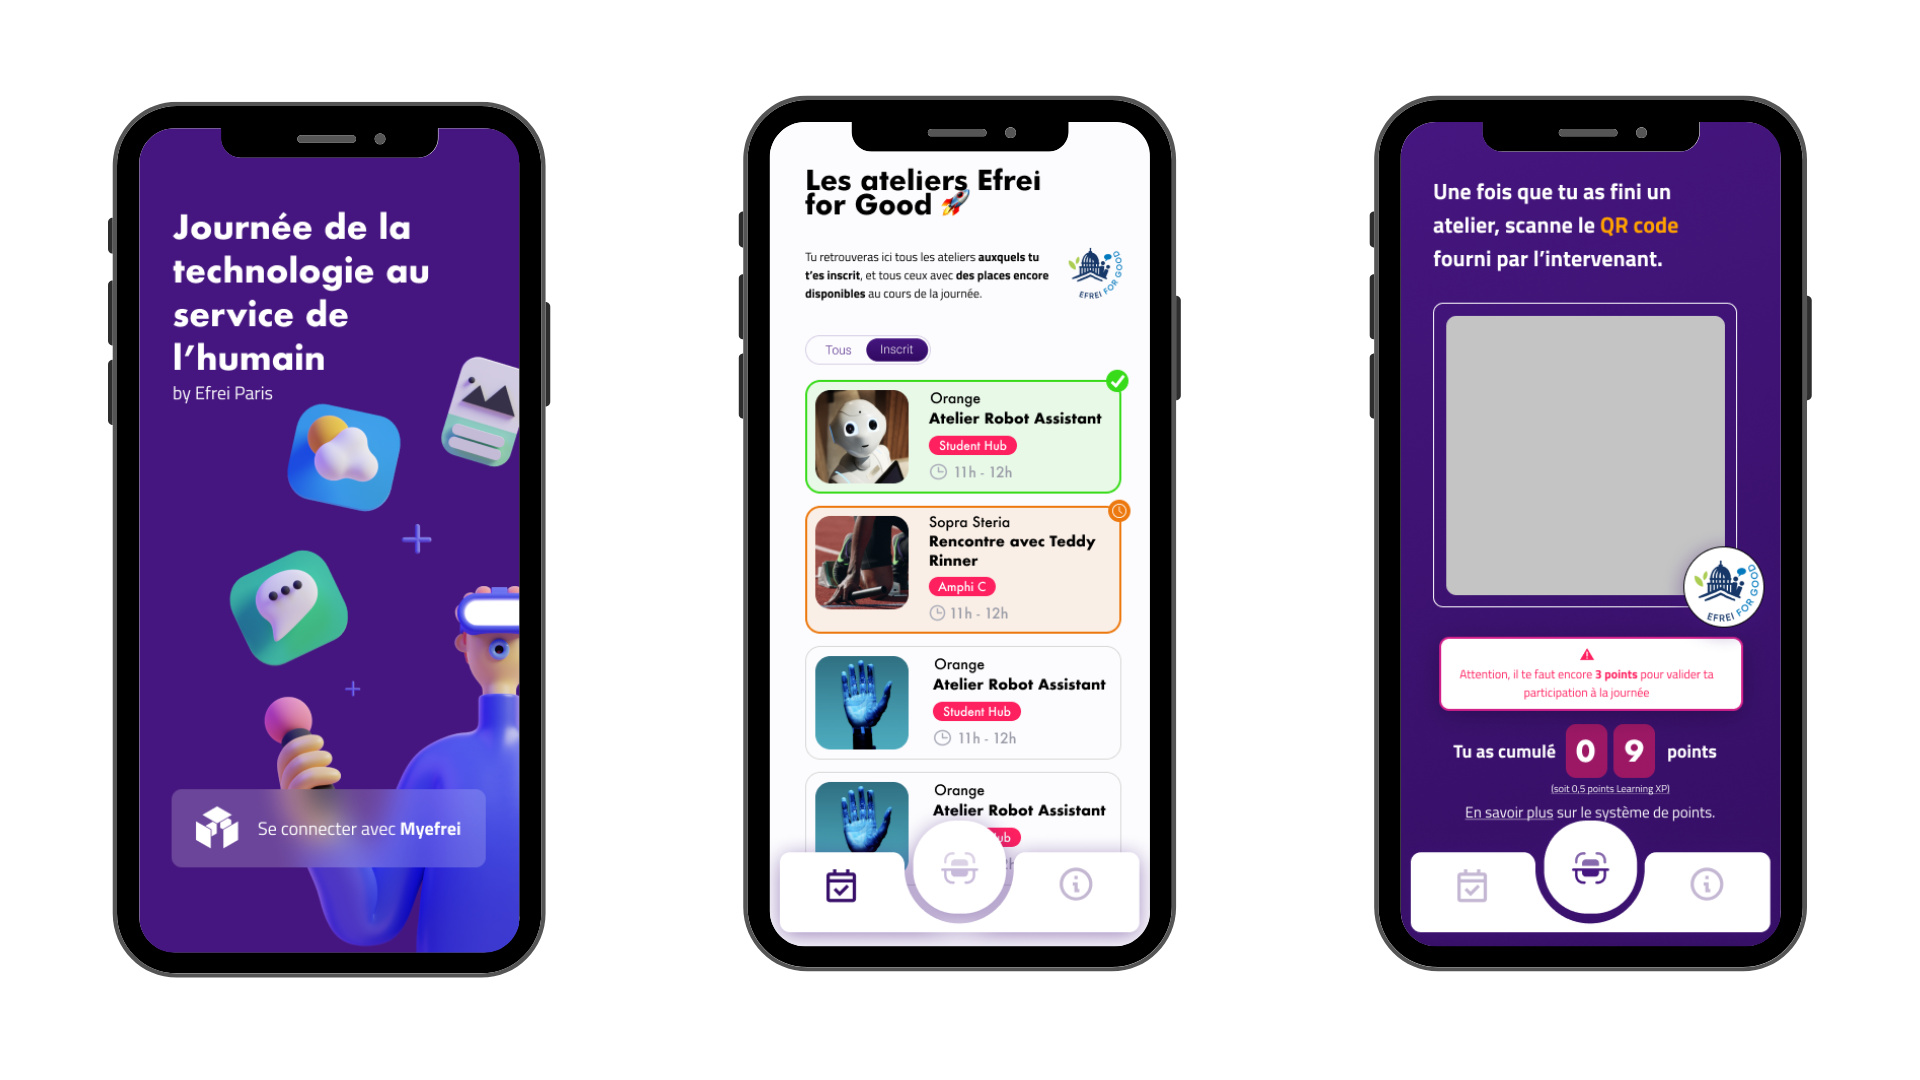 Journée de la
technologie au
service de
l'humain
by Efrei Paris
Se connecter avec Myefrei
Les ateliers Efrei
for Good 🚀
Tu retrouveras ici tous les ateliers auxquels tu
t'es inscrit, et tous ceux avec des places encore
disponibles au cours de la journée.
EFREI FOR GOOD
Tous
Inscrit
Orange
Atelier Robot Assistant
Student Hub
11h - 12h
Sopra Steria
Rencontre avec Teddy
Rinner
Amphi C
11h - 12h
Orange
Atelier Robot Assistant
Student Hub
11h - 12h
Orange
Atelier Robot Assistant
Une fois que tu as fini un
atelier, scanne le QR code
fourni par l'intervenant.
EFREI FOR GOOD
Attention, il te faut encore 3 points pour valider ta
participation à la journée
Tu as cumulé 0 9 points
(soit 0,5 points Learning XP)
En savoir plus sur le système de points.